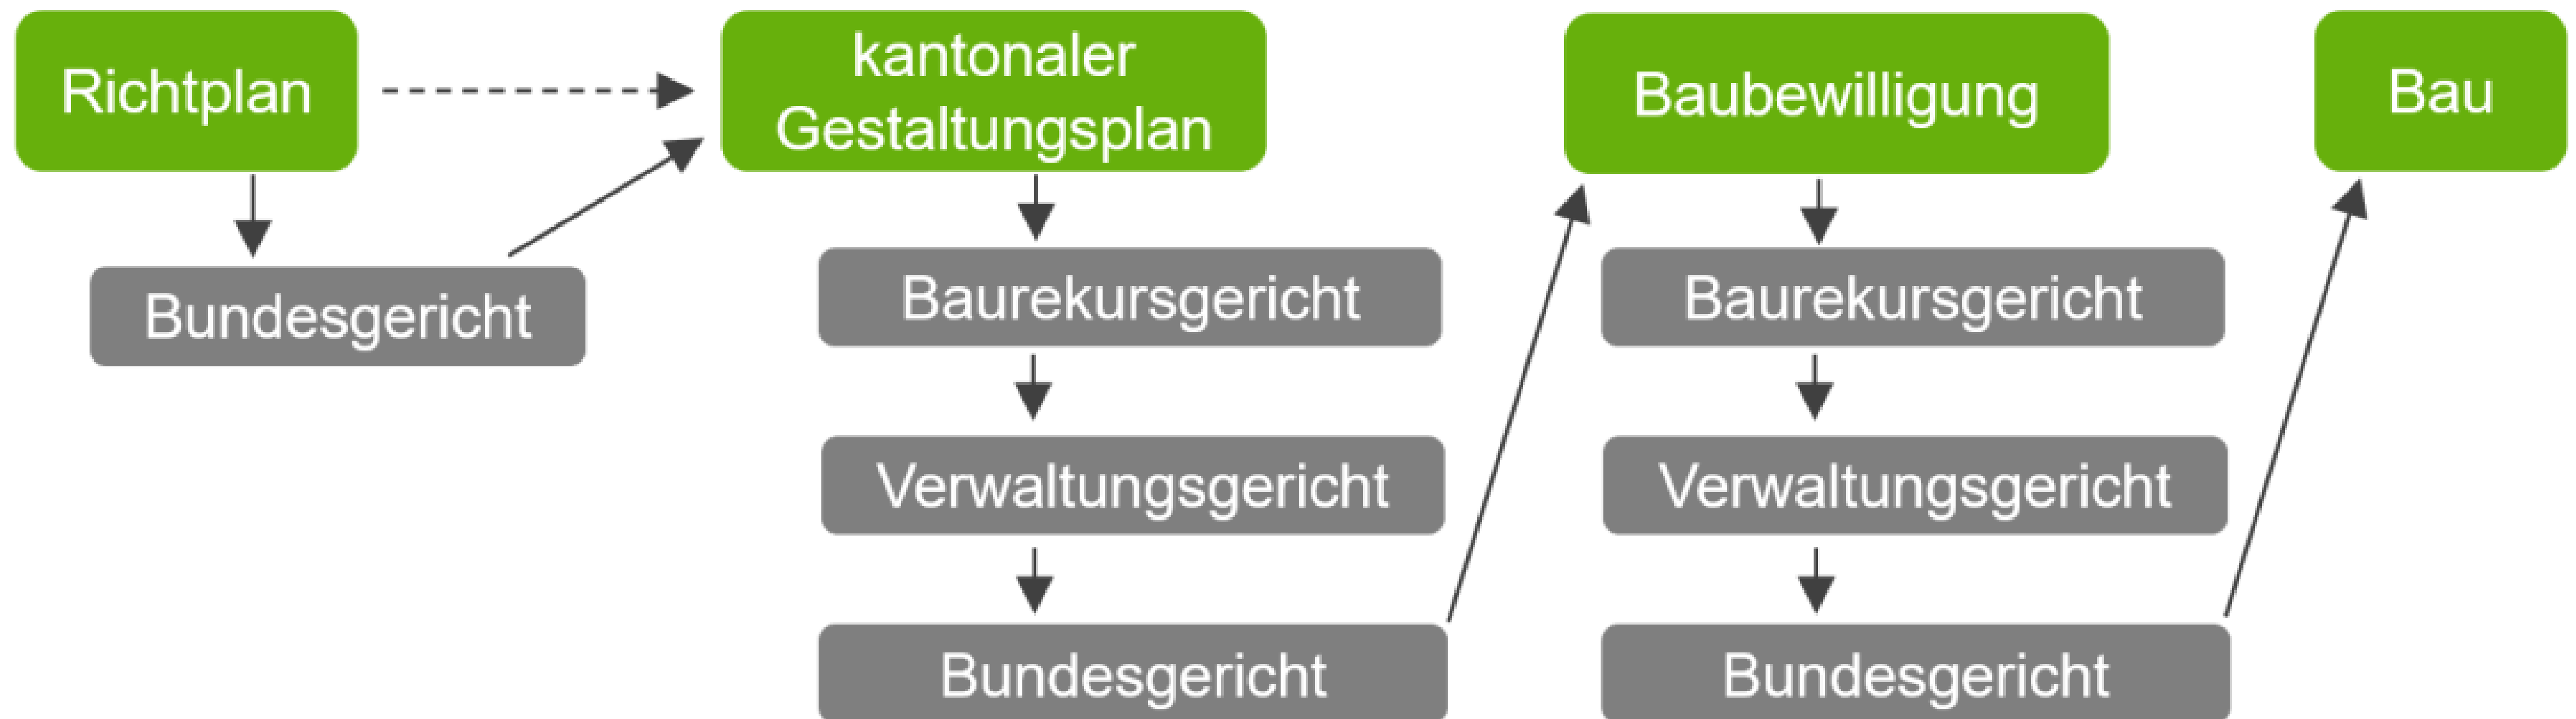 Richtplan
kantonaler
Gestaltungsplan
Baubewilligung
Bau
Bundesgericht
Baurekursgericht
Baurekursgericht
Verwaltungsgericht
Verwaltungsgericht
Bundesgericht
Bundesgericht